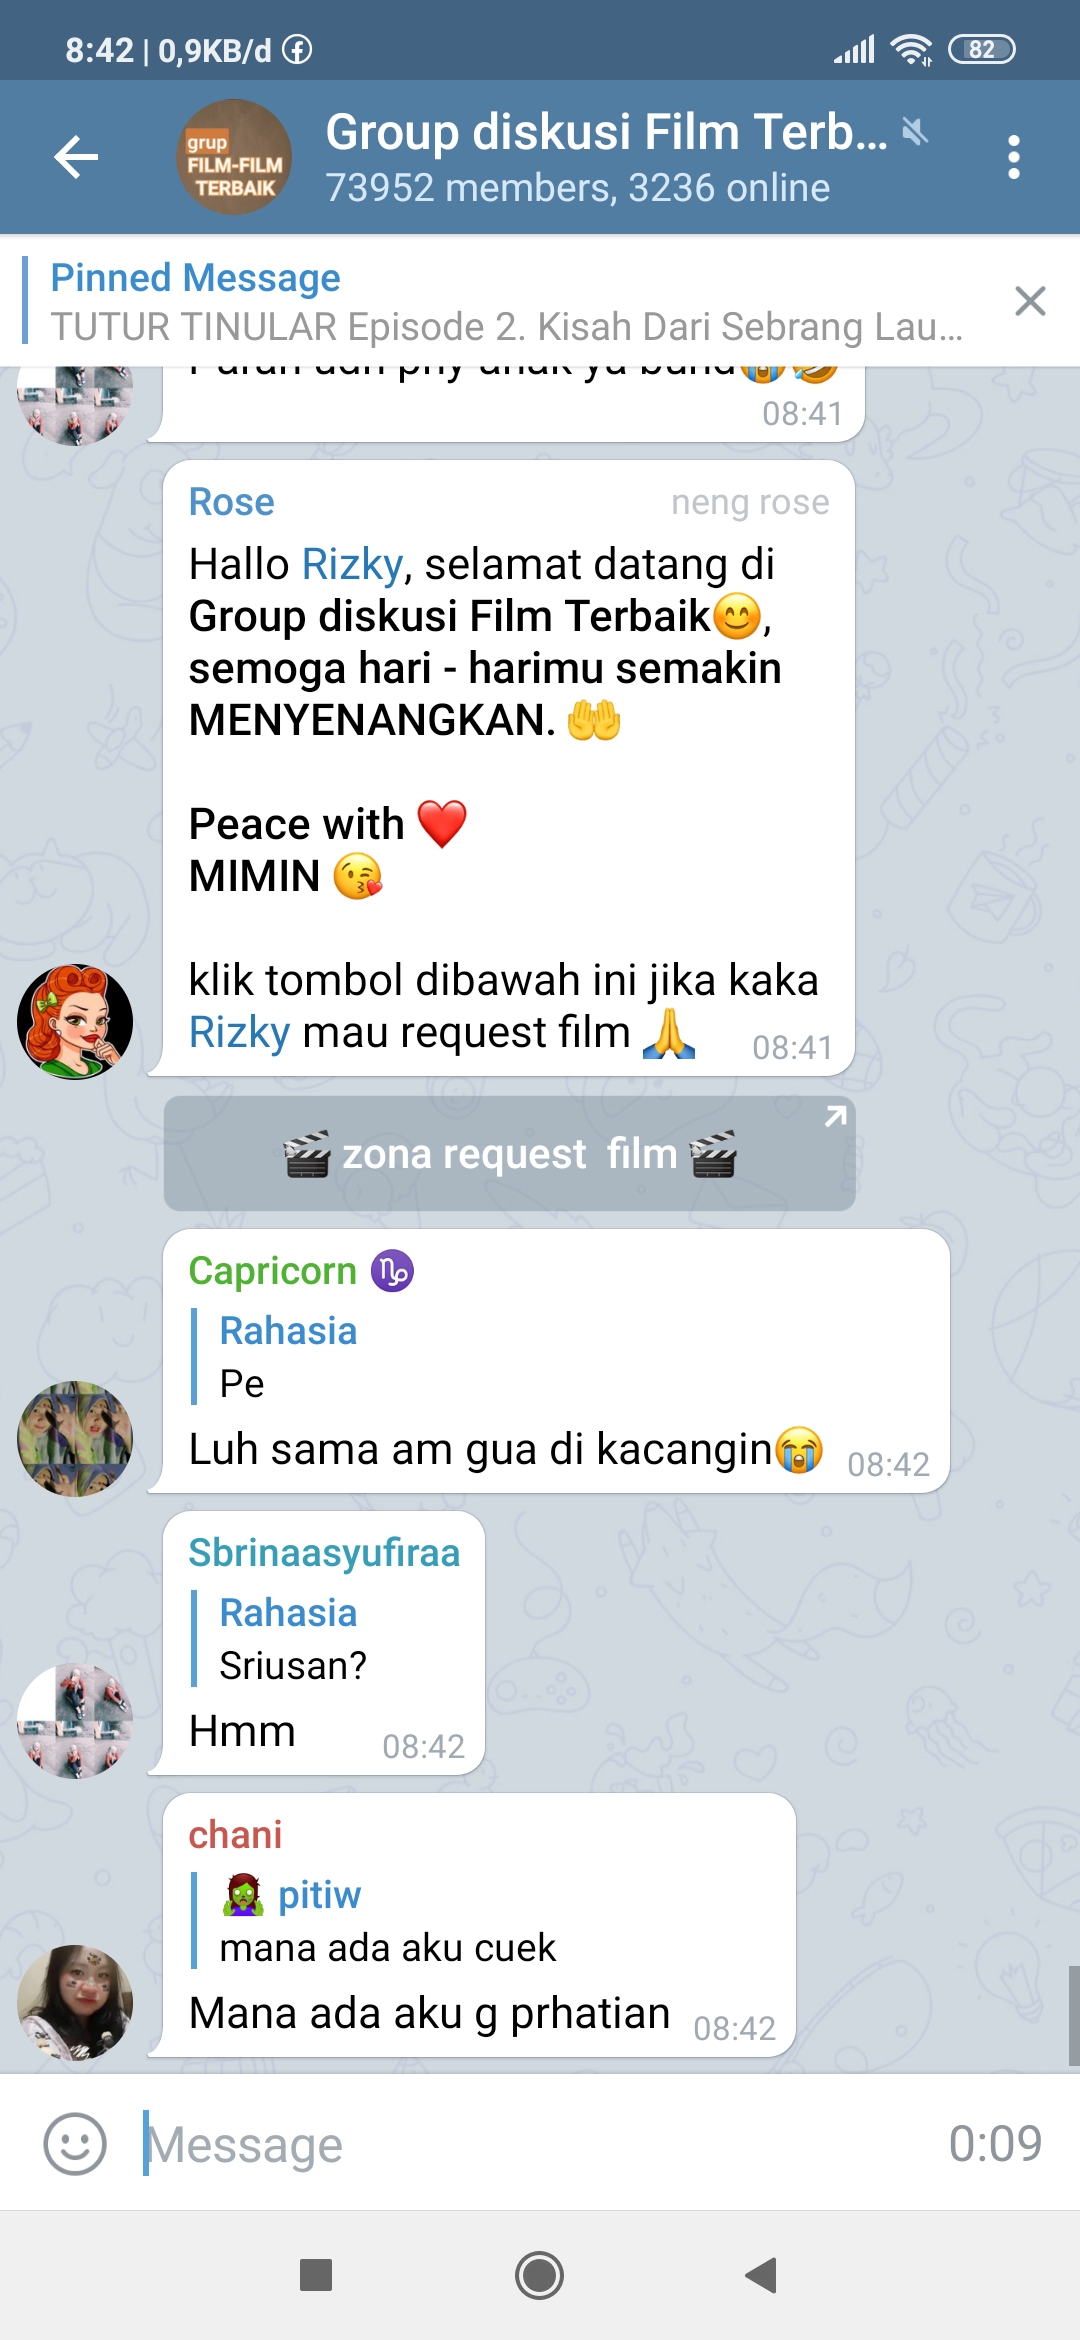 8:42 | 0,9KB/d
82
grup
FILM-FILM
TERBAIK
Group diskusi Film Terb...
73952 members, 3236 online
Pinned Message
TUTUR TINULAR Episode 2. Kisah Dari Sebrang Lau...
08:41
Rose
neng rose
Hallo Rizky, selamat datang di
Group diskusi Film Terbaik😊,
semoga hari - harimu semakin
MENYENANGKAN. 🤲
Peace with ❤️
MIMIN 😘
klik tombol dibawah ini jika kaka
Rizky mau request film 🙏
08:41
🎬 zona request film 🎬
Capricorn ♑
Rahasia
Pe
Luh sama am gua di kacangin😭
08:42
Sbrinaasyufiraa
Rahasia
Sriusan?
Hmm
08:42
chani
🧟‍♀️ pitiw
mana ada aku cuek
Mana ada aku g prhatian
08:42
Message
0:09